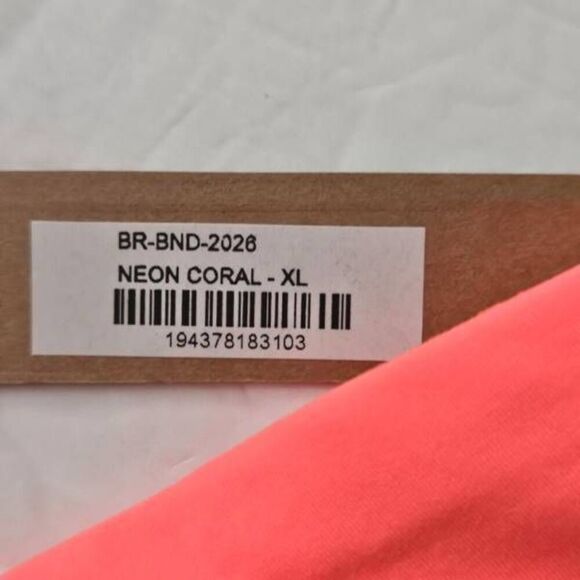 BR-BND-2026
NEON CORAL - XL
194378183103